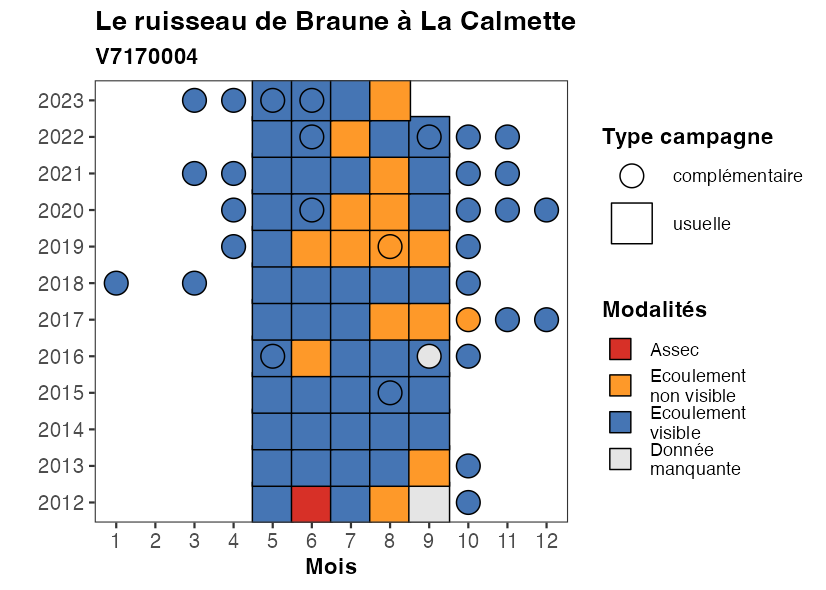 Le ruisseau de Braune à La Calmette
V7170004
2023
2022
2021
2020
2019
2018
2017
2016
2015
2014
2013
2012
1 2 3 4 5 6 7 8 9 10 11 12
Mois
Type campagne
complémentaire
usuelle
Modalités
Assec
Ecoulement
non visible
Ecoulement
visible
Donnée
manquante